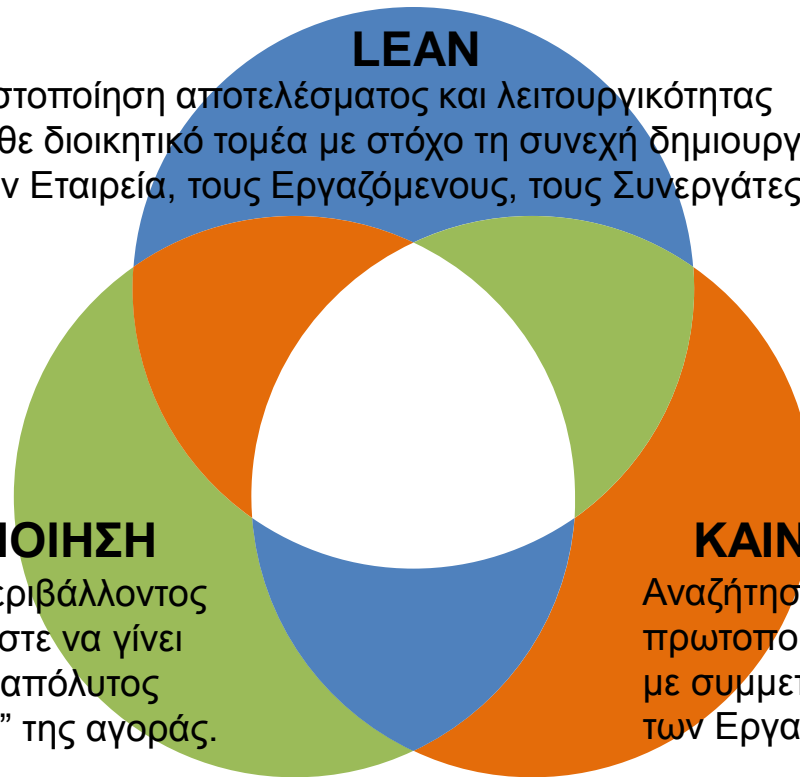 LEAN
στοποίηση αποτελέσματος και λειτουργικότητας
θε διοικητικό τομέα με στόχο τη συνεχή δημιουργ
ν Εταιρεία, τους Εργαζόμενους, τους Συνεργάτες
ΟΙΗΣΗ
εριβάλλοντος
στε να γίνει
απόλυτος
” της αγοράς.
ΚΑΙΝ
Αναζήτησ
πρωτοπο
με συμμετ
των Εργα